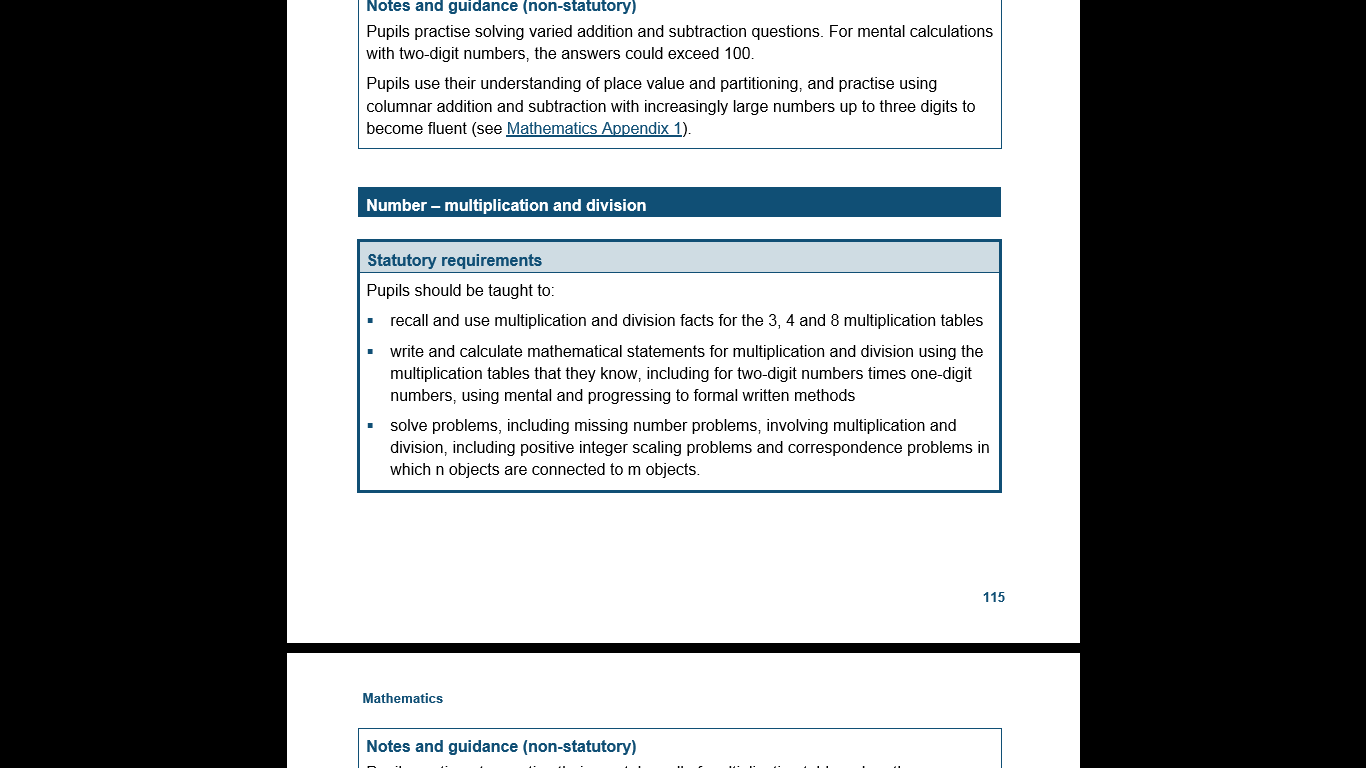 Notes and guidance (non-statutory)
Pupils practise solving varied addition and subtraction questions. For mental calculations
with two-digit numbers, the answers could exceed 100.
Pupils use their understanding of place value and partitioning, and practise using
columnar addition and subtraction with increasingly large numbers up to three digits to
become fluent (see Mathematics Appendix 1).
Number – multiplication and division
Statutory requirements
Pupils should be taught to:
▪ recall and use multiplication and division facts for the 3, 4 and 8 multiplication tables
▪ write and calculate mathematical statements for multiplication and division using the
multiplication tables that they know, including for two-digit numbers times one-digit
numbers, using mental and progressing to formal written methods
▪ solve problems, including missing number problems, involving multiplication and
division, including positive integer scaling problems and correspondence problems in
which n objects are connected to m objects.
115
Mathematics
Notes and guidance (non-statutory)